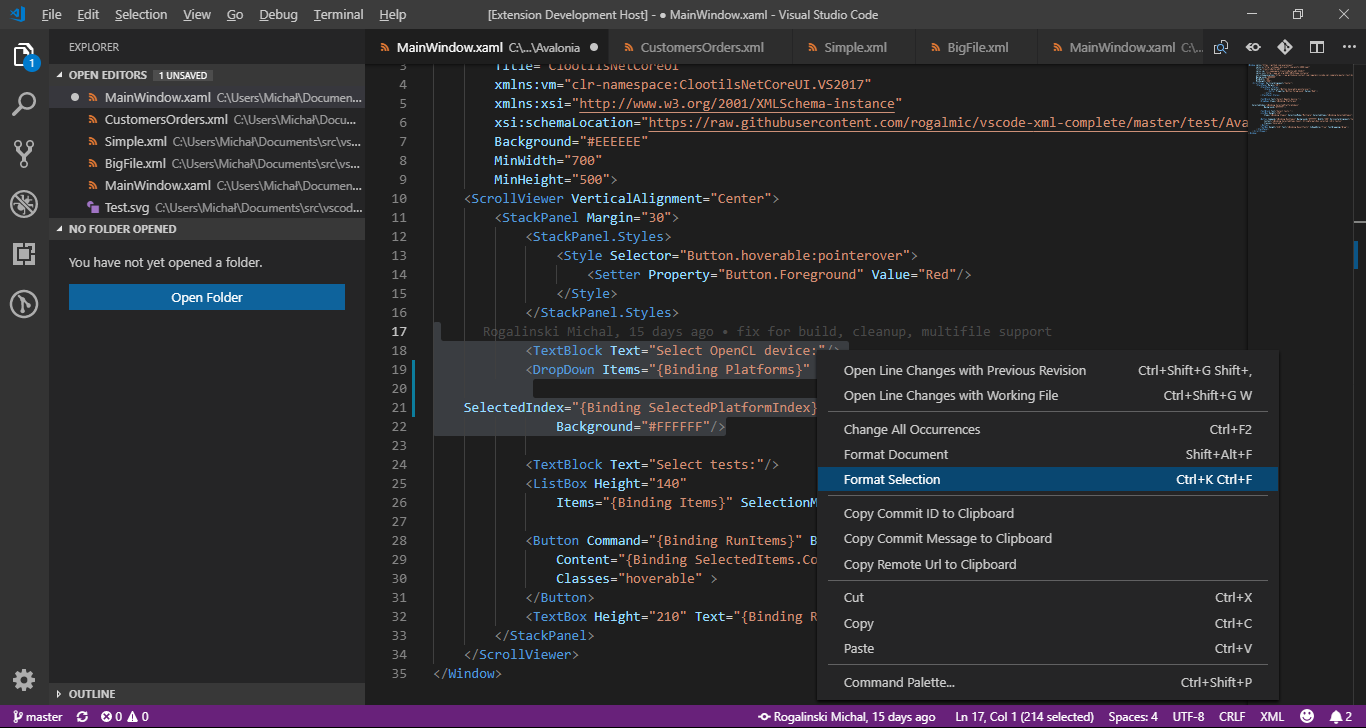 File Edit Selection View Go Debug Terminal Help [Extension Development Host] - ● MainWindow.xaml - Visual Studio Code
EXPLORER
1
MainWindow.xaml C:\...\Avalonia ●
CustomersOrders.xml
Simple.xml
BigFile.xml
MainWindow.xaml C:\...
OPEN EDITORS 1 UNSAVED
● MainWindow.xaml C:\Users\Michał\Documen...
CustomersOrders.xml C:\Users\Michał\Docu...
Simple.xml C:\Users\Michał\Documents\src\vs...
BigFile.xml C:\Users\Michał\Documents\src\vs...
MainWindow.xaml C:\Users\Michał\Documen...
Test.svg C:\Users\Michał\Documents\src\vscod...
NO FOLDER OPENED
You have not yet opened a folder.
Open Folder
OUTLINE
3 Title="ClootilsNetCoreUI"
4 xmlns:vm="clr-namespace:ClootilsNetCoreUI.VS2017"
5 xmlns:xsi="http://www.w3.org/2001/XMLSchema-instance"
6 xsi:schemaLocation="https://raw.githubusercontent.com/rogalmic/vscode-xml-complete/master/test/Ava
7 Background="#EEEEEE"
8 MinWidth="700"
9 MinHeight="500">
10 <ScrollViewer VerticalAlignment="Center">
11 <StackPanel Margin="30">
12 <StackPanel.Styles>
13 <Style Selector="Button.hoverable:pointerover">
14 <Setter Property="Button.Foreground" Value="Red"/>
15 </Style>
16 </StackPanel.Styles>
17 Rogalinski Michal, 15 days ago • fix for build, cleanup, multifile support
18 <TextBlock Text="Select OpenCL device:"/>
19 <DropDown Items="{Binding Platforms}"
20
21 SelectedIndex="{Binding SelectedPlatformIndex}
22 Background="#FFFFFF"/>
23
24 <TextBlock Text="Select tests:"/>
25 <ListBox Height="140"
26 Items="{Binding Items}" SelectionM
27
28 <Button Command="{Binding RunItems}" B
29 Content="{Binding SelectedItems.Co
30 Classes="hoverable" >
31 </Button>
32 <TextBox Height="210" Text="{Binding R
33 </StackPanel>
34 </ScrollViewer>
35 </Window>
Open Line Changes with Previous Revision Ctrl+Shift+G Shift+,
Open Line Changes with Working File Ctrl+Shift+G W
Change All Occurrences Ctrl+F2
Format Document Shift+Alt+F
Format Selection Ctrl+K Ctrl+F
Copy Commit ID to Clipboard
Copy Commit Message to Clipboard
Copy Remote Url to Clipboard
Cut Ctrl+X
Copy Ctrl+C
Paste Ctrl+V
Command Palette... Ctrl+Shift+P
master 0 0 Rogalinski Michal, 15 days ago Ln 17, Col 1 (214 selected) Spaces: 4 UTF-8 CRLF XML 2